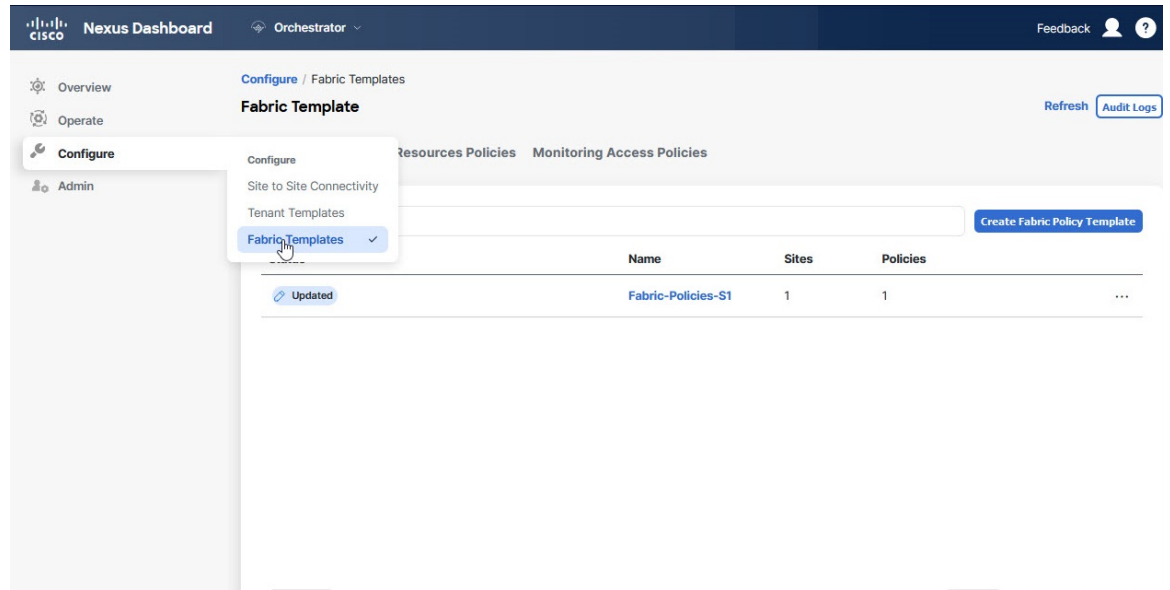 cisco Nexus Dashboard Orchestrator Feedback ?
Overview
Operate
Configure
Admin
Configure / Fabric Templates
Fabric Template
Refresh Audit Logs
Resources Policies Monitoring Access Policies
Configure
Site to Site Connectivity
Tenant Templates
Fabric Templates
Create Fabric Policy Template
Name Sites Policies
Updated Fabric-Policies-S1 1 1 ...